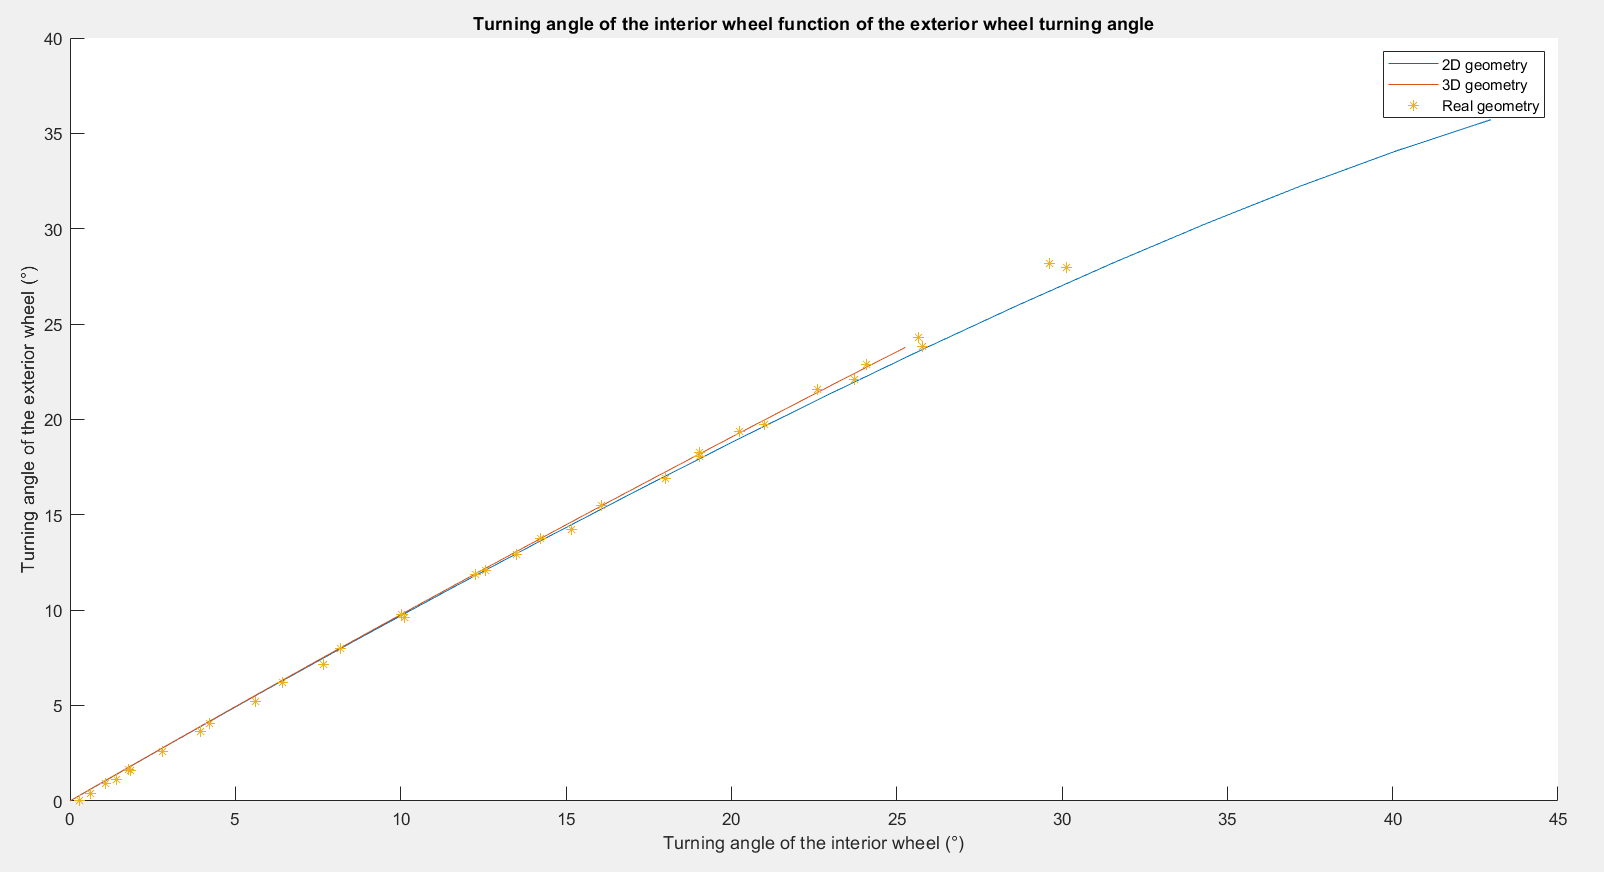 Turning angle of the interior wheel function of the exterior wheel turning angle
40
35
30
25
20
15
10
5
0
Turning angle of the exterior wheel (°)
2D geometry
3D geometry
Real geometry
0 5 10 15 20 25 30 35 40 45
Turning angle of the interior wheel (°)